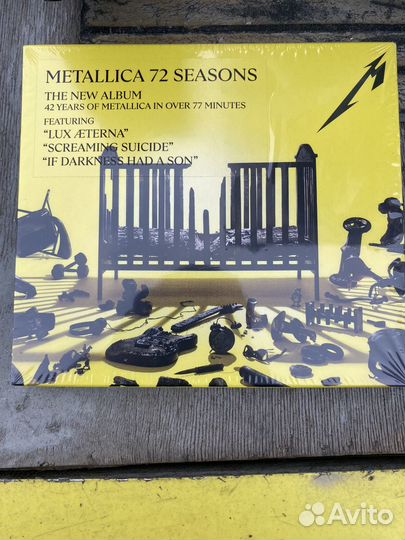 METALLICA 72 SEASONS
THE NEW ALBUM
42 YEARS OF METALLICA IN OVER 77 MINUTES
FEATURING
“LUX ÆTERNA”
“SCREAMING SUICIDE”
“IF DARKNESS HAD A SON”
M
Avito